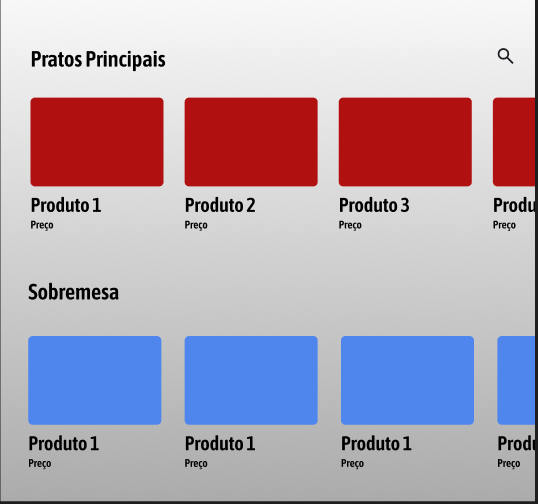 Pratos Principais
Produto 1 Produto 2 Produto 3 Produ
Preço Preço Preço Preço
Sobremesa
Produto 1 Produto 1 Produto 1 Produ
Preço Preço Preço Preço